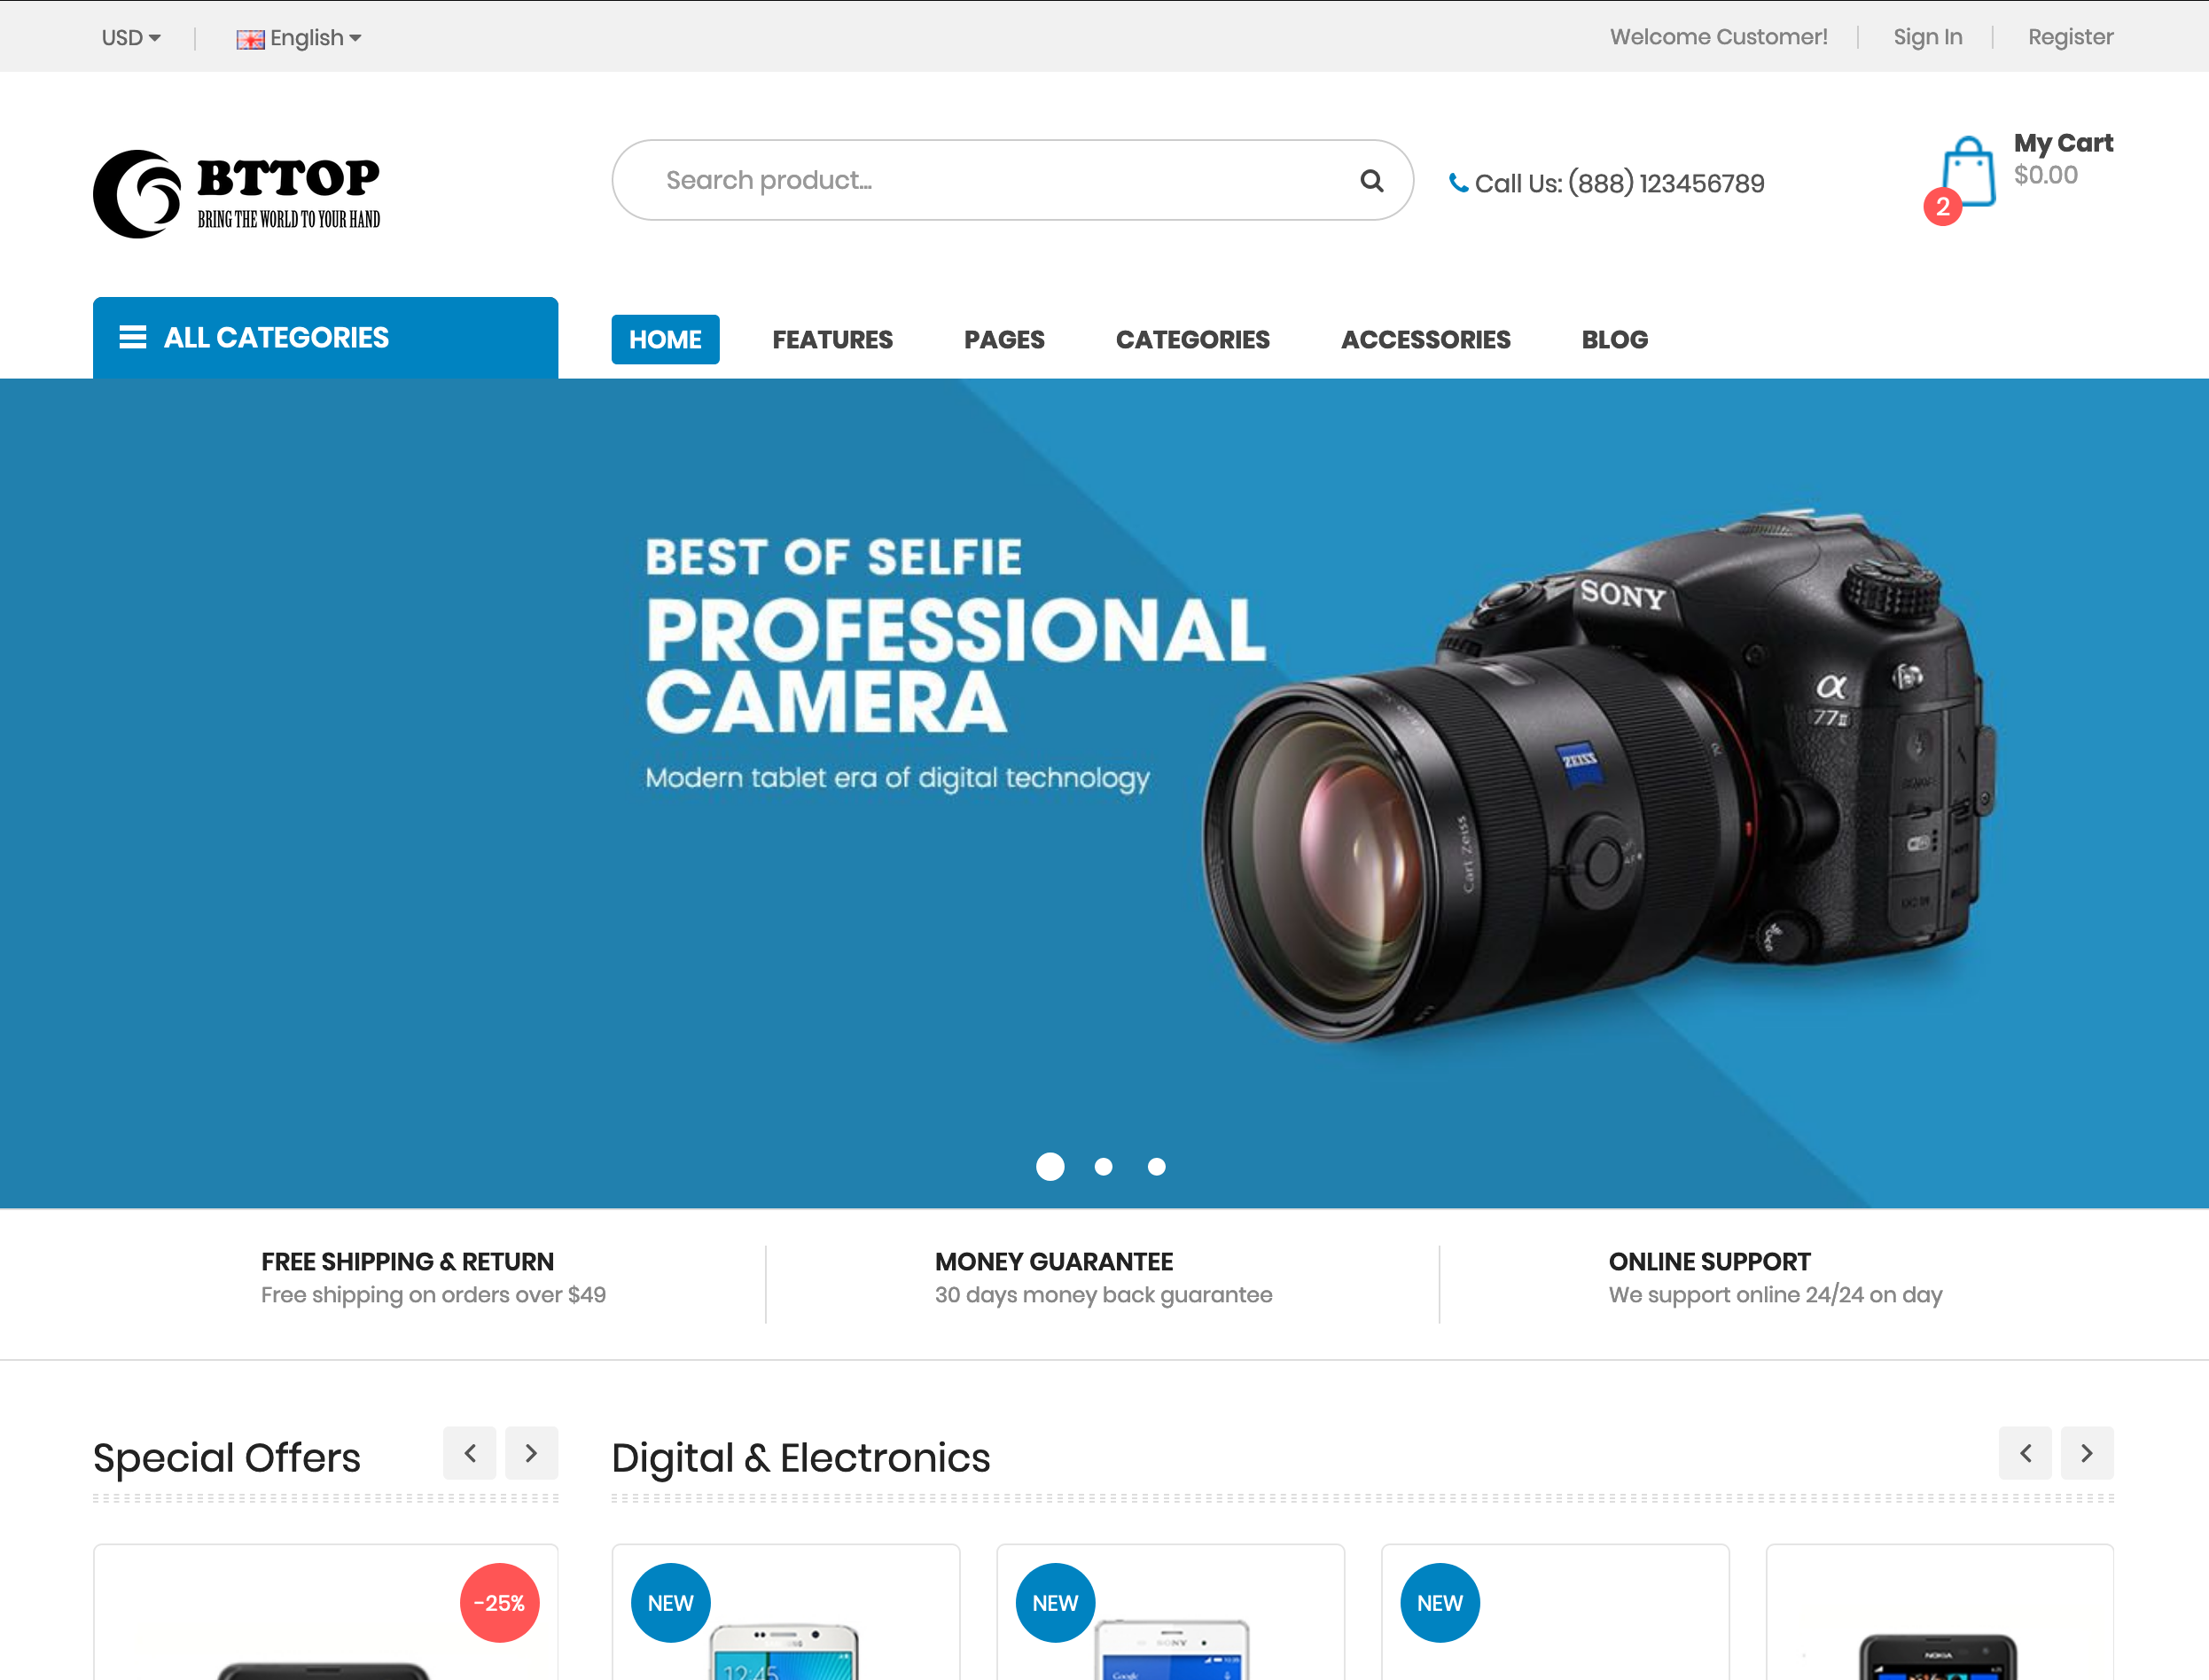 USD
English
Welcome Customer!
Sign In
Register
BTTOP
BRING THE WORLD TO YOUR HAND
Search product...
Call Us: (888) 123456789
My Cart
$0.00
2
ALL CATEGORIES
HOME
FEATURES
PAGES
CATEGORIES
ACCESSORIES
BLOG
BEST OF SELFIE
PROFESSIONAL
CAMERA
Modern tablet era of digital technology
SONY
α
77II
ZEISS
Carl Zeiss
70
FREE SHIPPING & RETURN
Free shipping on orders over $49
MONEY GUARANTEE
30 days money back guarantee
ONLINE SUPPORT
We support online 24/24 on day
Special Offers
Digital & Electronics
-25%
NEW
NEW
NEW
12:45
SONY
Google
NOKIA